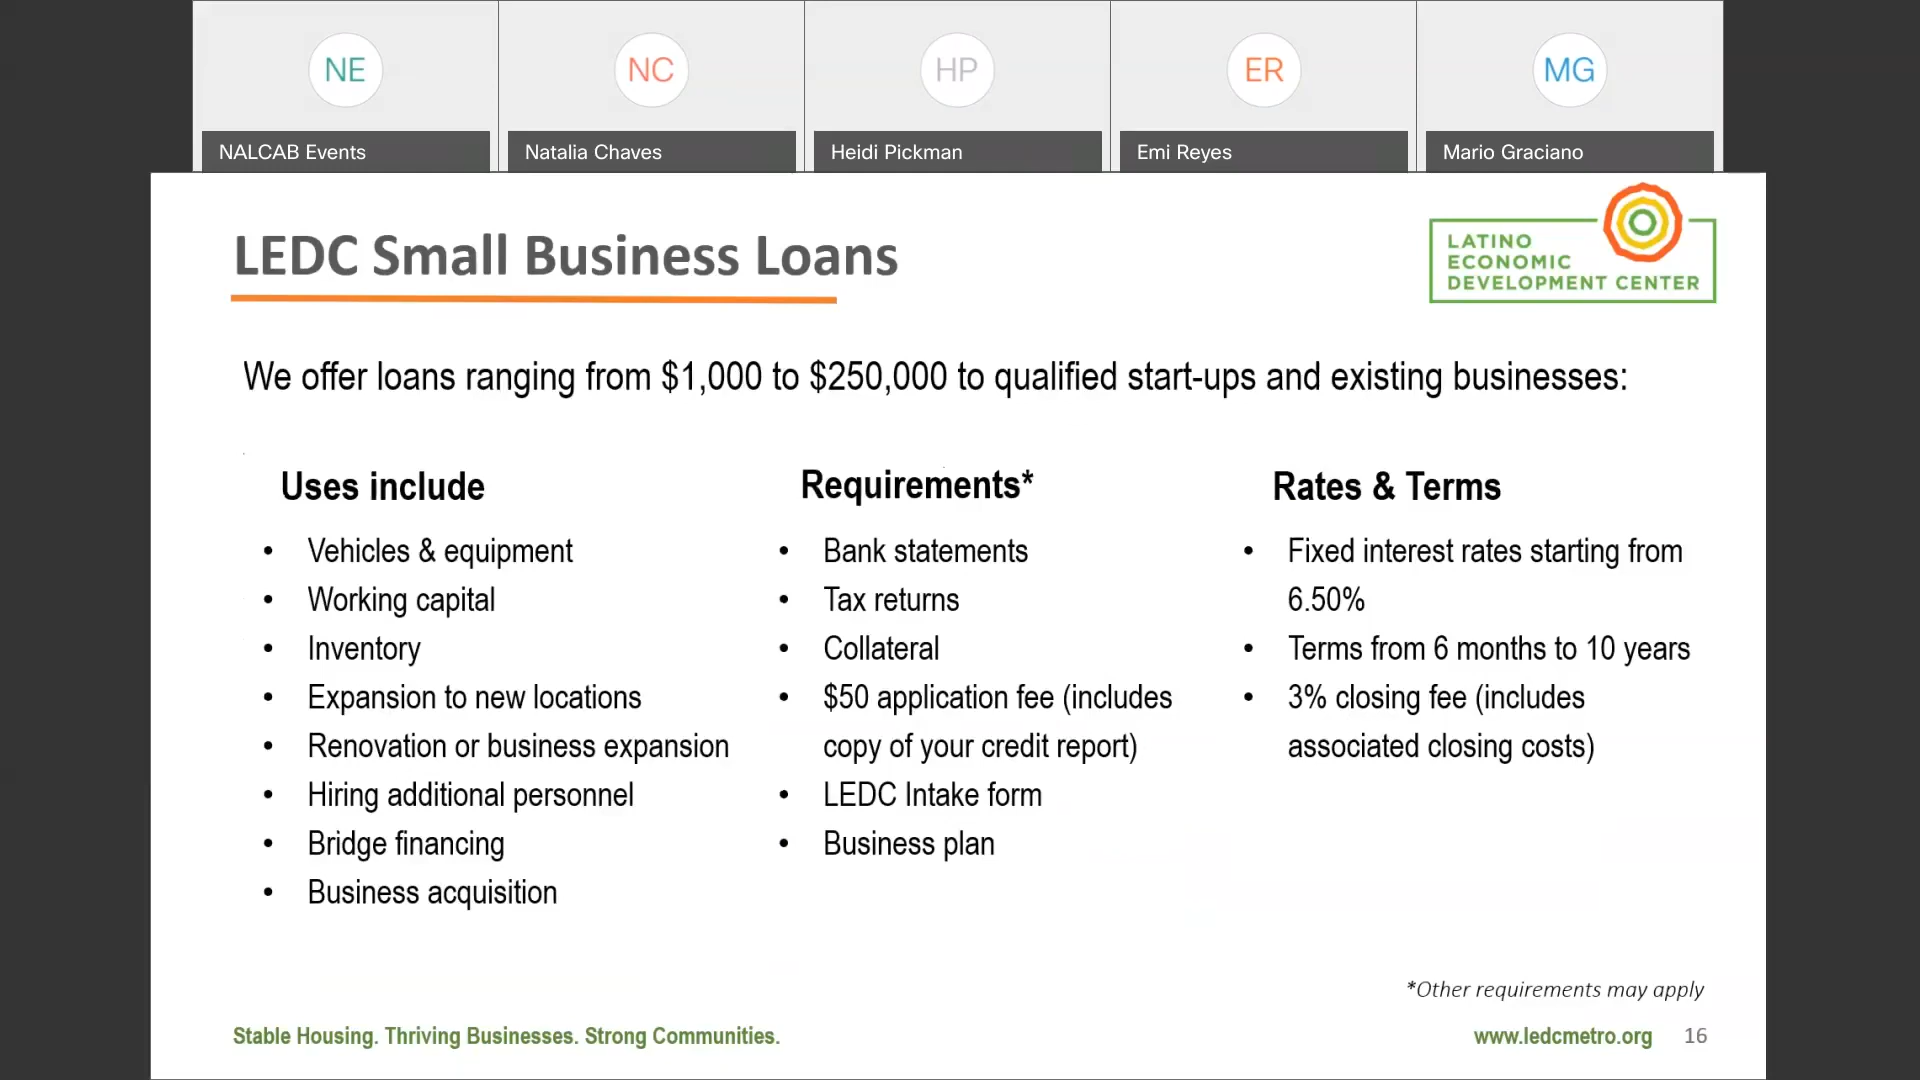 NE
NC
HP
ER
MG
NALCAB Events
Natalia Chaves
Heidi Pickman
Emi Reyes
Mario Graciano
LEDC Small Business Loans
LATINO
ECONOMIC
DEVELOPMENT CENTER
We offer loans ranging from $1,000 to $250,000 to qualified start-ups and existing businesses:
Uses include
• Vehicles & equipment
• Working capital
• Inventory
• Expansion to new locations
• Renovation or business expansion
• Hiring additional personnel
• Bridge financing
• Business acquisition
Requirements*
• Bank statements
• Tax returns
• Collateral
• $50 application fee (includes
copy of your credit report)
• LEDC Intake form
• Business plan
Rates & Terms
• Fixed interest rates starting from
6.50%
• Terms from 6 months to 10 years
• 3% closing fee (includes
associated closing costs)
*Other requirements may apply
Stable Housing. Thriving Businesses. Strong Communities.
www.ledcmetro.org 16